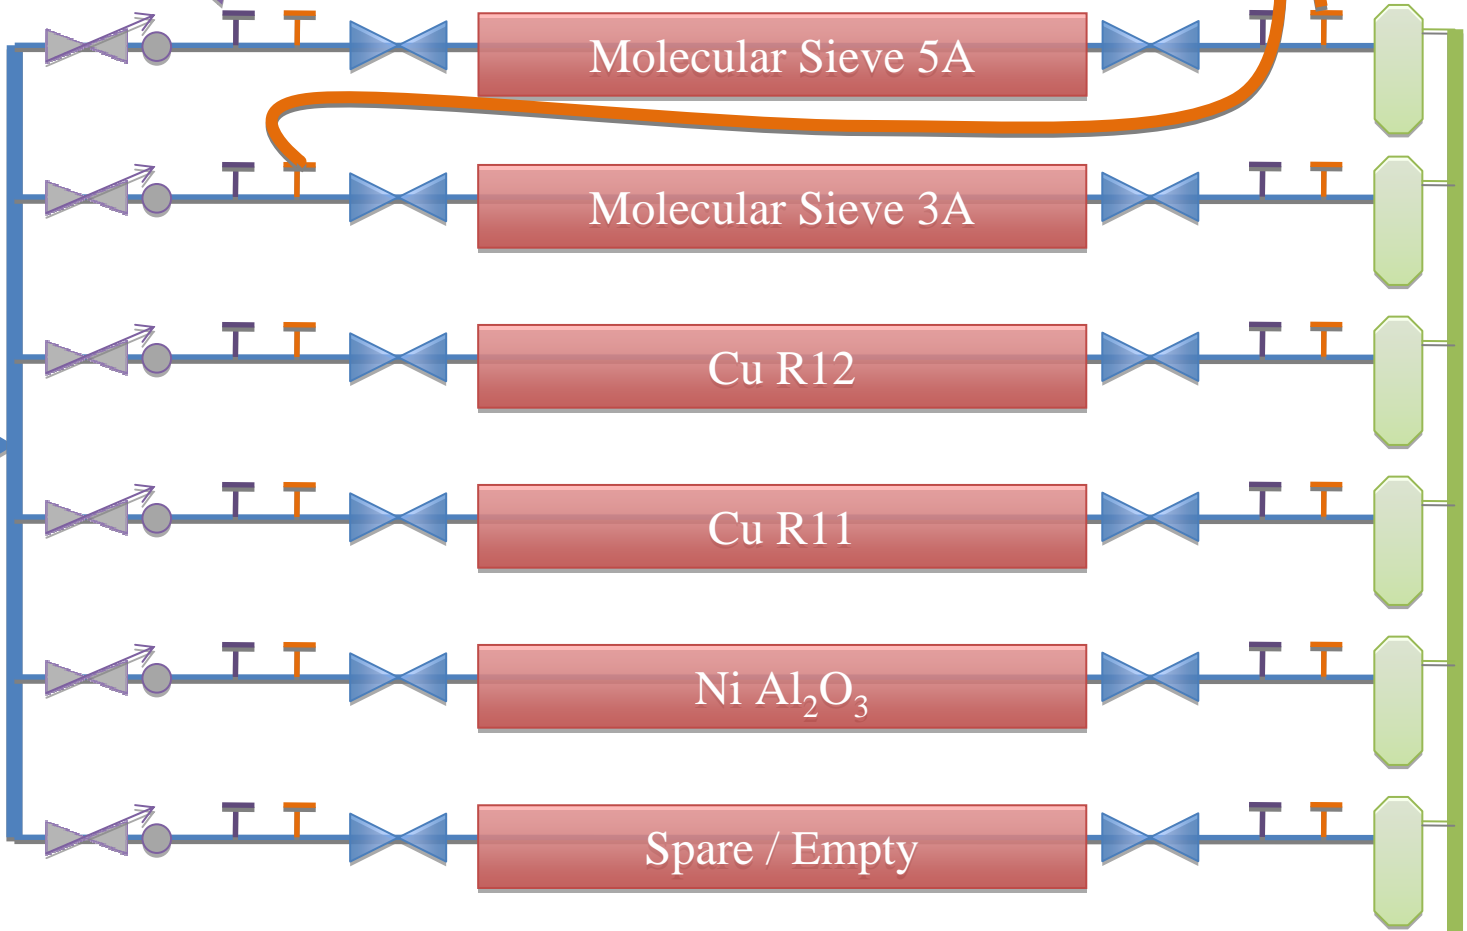 Molecular Sieve 5A
Molecular Sieve 3A
Cu R12
Cu R11
Ni Al₂O₃
Spare / Empty